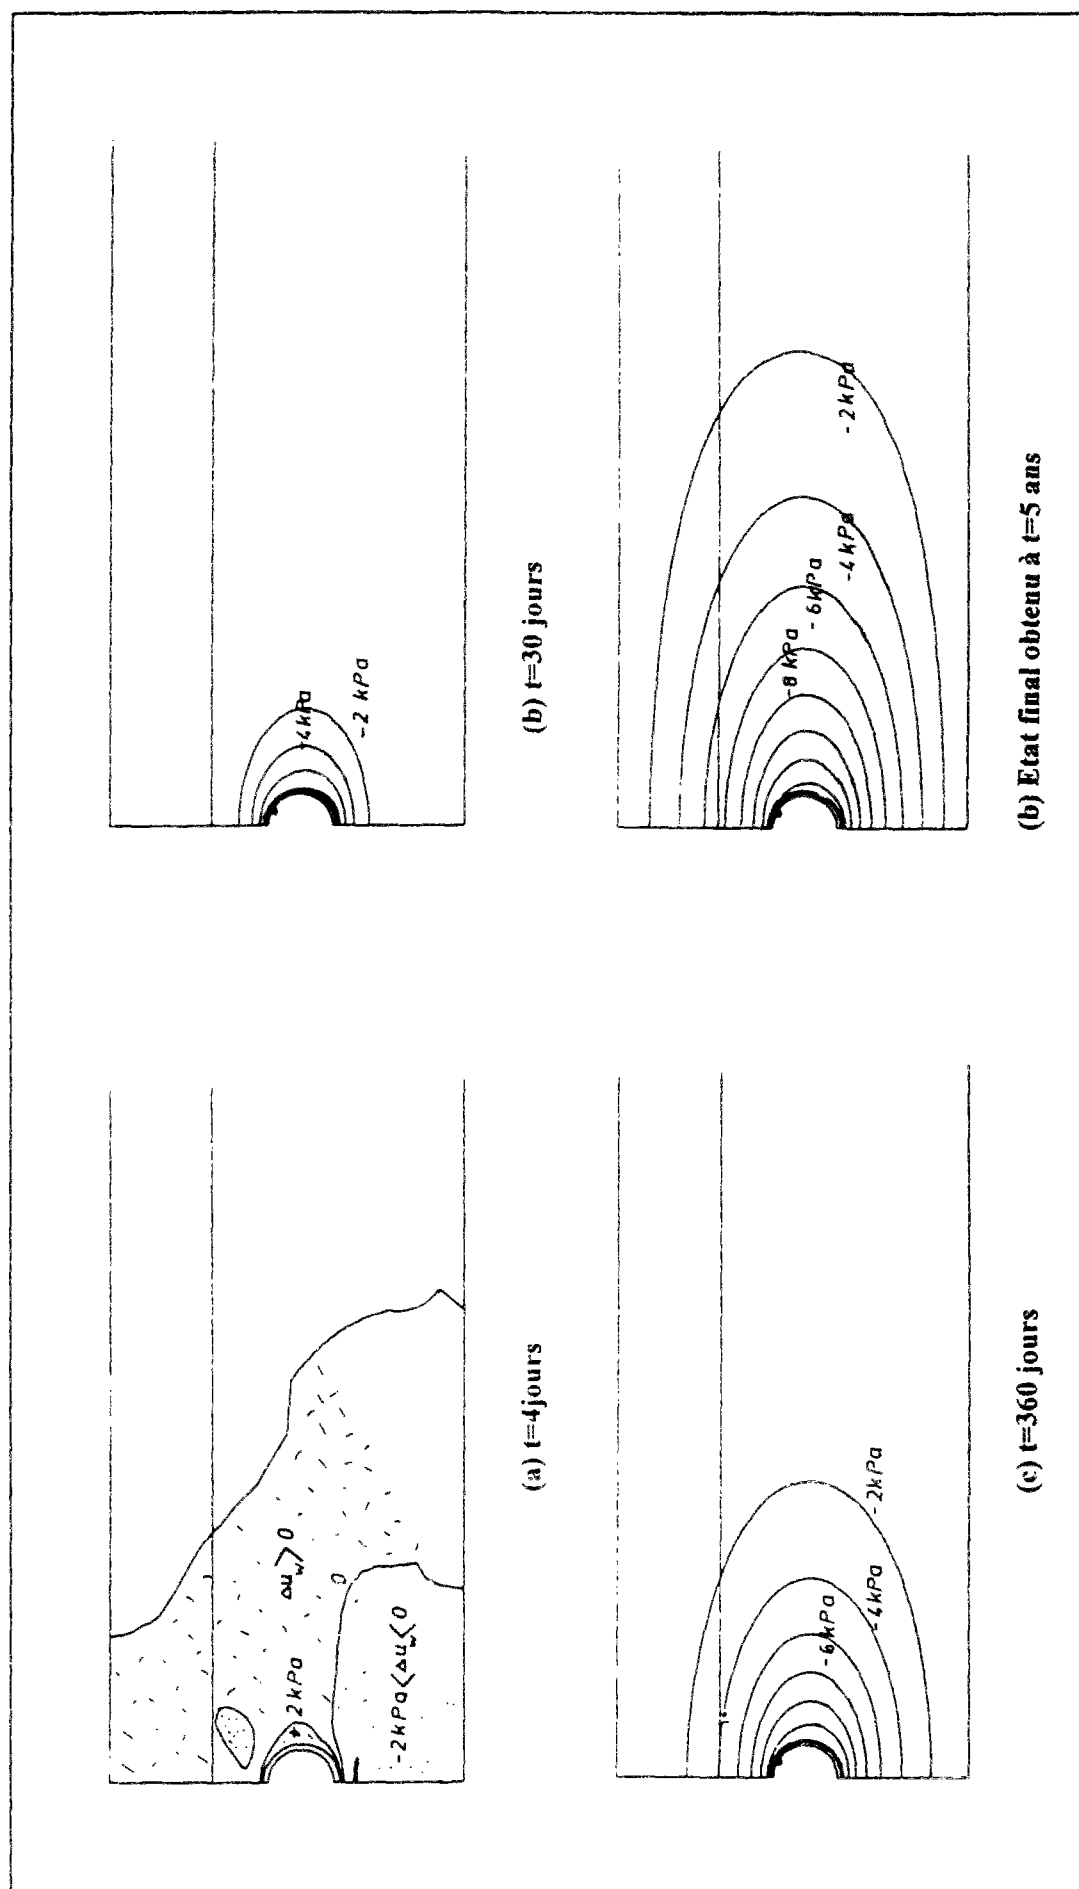 Δu_w>0
+2kPa
0
-2kPa<Δu_w<0
(a) t=4jours
-4kPa
-2 kPa
(b) t=30 jours
-2kPa
-4kPa
-6kPa
(c) t=360 jours
-2kPa
-4kPa
-6kPa
-8 kPa
(b) Etat final obtenu à t=5 ans